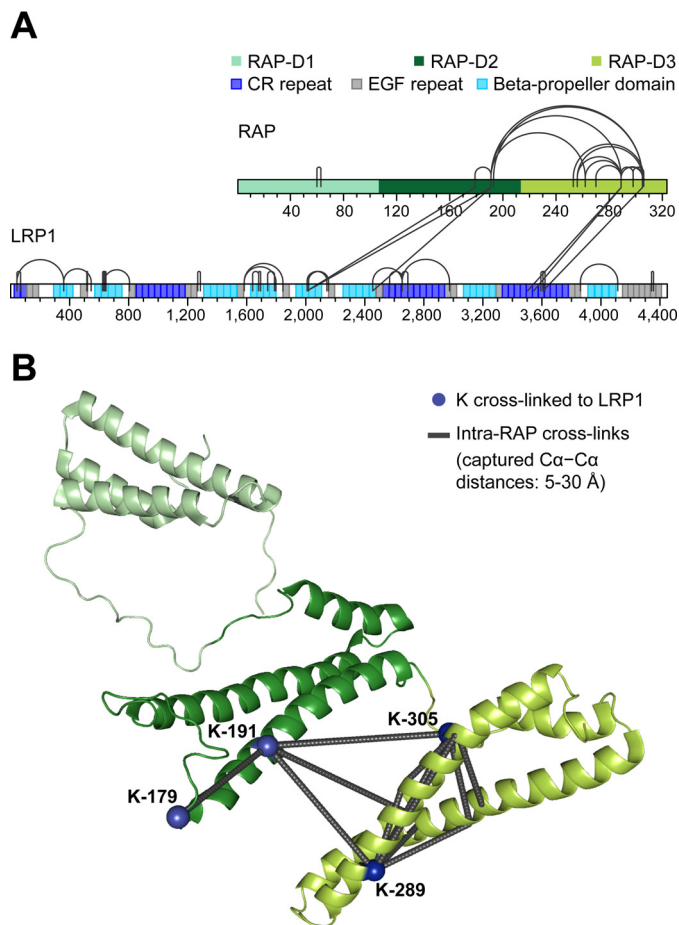 A
RAP-D1 RAP-D2 RAP-D3
CR repeat EGF repeat Beta-propeller domain
RAP
40 80 120 160 200 240 280 320
LRP1
400 800 1,200 1,600 2,000 2,400 2,800 3,200 3,600 4,000 4,400
B
K cross-linked to LRP1
Intra-RAP cross-links
(captured Cα−Cα
distances: 5-30 Å)
K-191
K-305
K-179
K-289